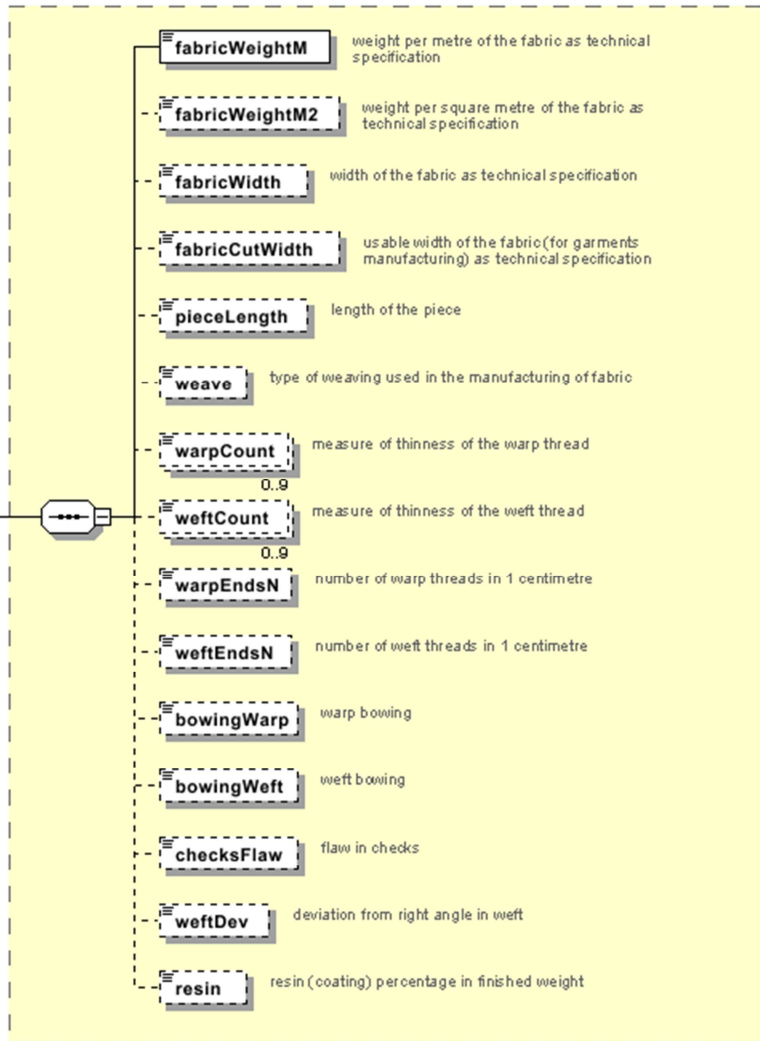 fabricWeightM
weight per metre of the fabric as technical
specification
fabricWeightM2
weight per square metre of the fabric as
technical specification
fabricWidth
width of the fabric as technical specification
fabricCutWidth
usable width of the fabric (for garments
manufacturing) as technical specification
pieceLength
length of the piece
weave
type of weaving used in the manufacturing of fabric
warpCount
measure of thinness of the warp thread
0..9
weftCount
measure of thinness of the weft thread
0..9
warpEndsN
number of warp threads in 1 centimetre
weftEndsN
number of weft threads in 1 centimetre
bowingWarp
warp bowing
bowingWeft
weft bowing
checksFlaw
flaw in checks
weftDev
deviation from right angle in weft
resin
resin (coating) percentage in finished weight